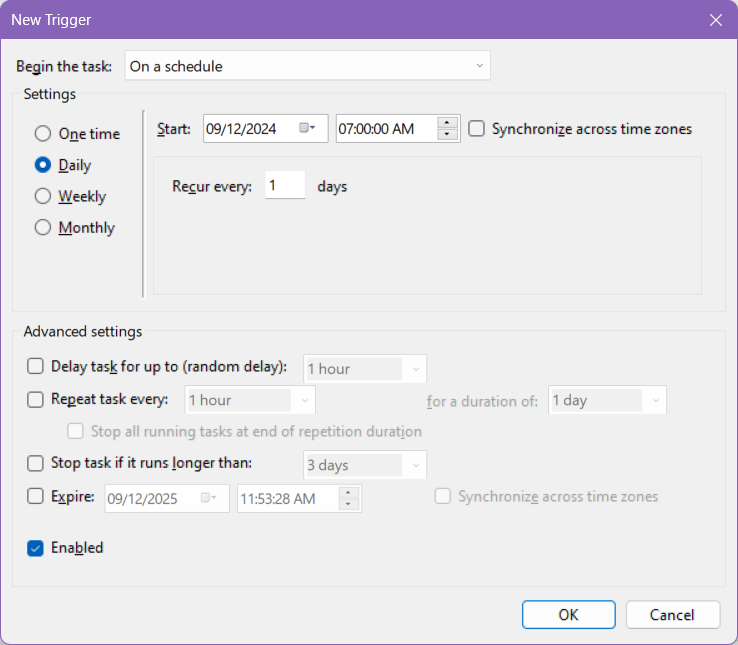 New Trigger
Begin the task: On a schedule
Settings
One time
Daily
Weekly
Monthly
Start: 09/12/2024 07:00:00 AM Synchronize across time zones
Recur every: 1 days
Advanced settings
Delay task for up to (random delay): 1 hour
Repeat task every: 1 hour for a duration of: 1 day
Stop all running tasks at end of repetition duration
Stop task if it runs longer than: 3 days
Expire: 09/12/2025 11:53:28 AM Synchronize across time zones
Enabled
OK Cancel